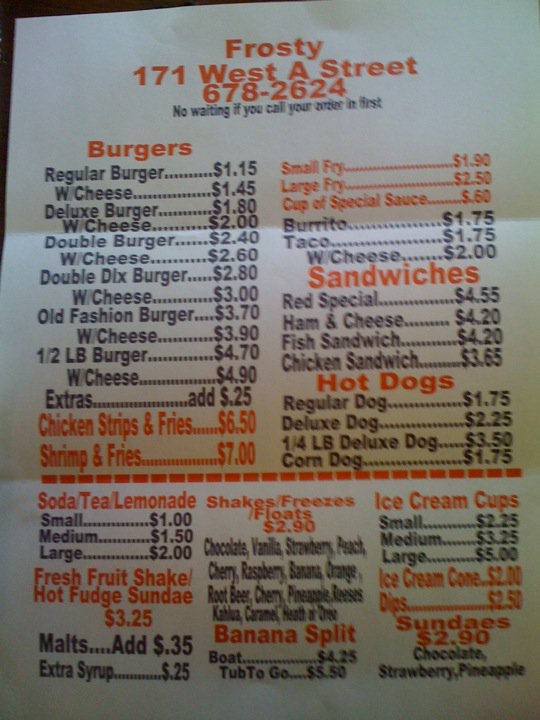 Frosty
171 West A Street
678-2624
No waiting if you call your order in first
Burgers
Regular Burger..........$1.15
W/Cheese.................$1.45
Deluxe Burger...........$1.80
W/Cheese...............$2.00
Double Burger......$2.40
W/Cheese.............$2.60
Double Dlx Burger.....$2.80
W/Cheese..............$3.00
Old Fashion Burger....$3.70
W/Cheese..............$3.90
1/2 LB Burger..............$4.70
W/Cheese.................$4.90
Extras.....................add $.25
Chicken Strips & Fries......$6.50
Shrimp & Fries..................$7.00
Small Fry.........................$1.90
Large Fry.........................$2.50
Cup of Special Sauce........$.60
Burrito....................$1.75
Taco.......................$1.75
W/Cheese.......$2.00
Sandwiches
Red Special..............$4.55
Ham & Cheese.......... $4.20
Fish Sandwich............$4.20
Chicken Sandwich.........$3.65
Hot Dogs
Regular Dog...............$1.75
Deluxe Dog................$2.25
1/4 LB Deluxe Dog.....$3.50
Corn Dog....................$1.75
Soda/Tea/Lemonade
Small..............$1.00
Medium...........$1.50
Large..............$2.00
Fresh Fruit Shake/
Hot Fudge Sundae
$3.25
Malts....Add $.35
Extra Syrup............$.25
Shakes/Freezes
/Floats
$2.90
Chocolate, Vanilla, Strawberry, Peach,
Cherry, Raspberry, Banana, Orange ,
Root Beer, Cherry, Pineapple,Reeses
Kahlua, Caramel, Heath or Oreo
Banana Split
Boat..................$4.25
TubTo Go....$5.50
Ice Cream Cups
Small...........$2.25
Medium.........$3.25
Large...........$5.00
Ice Cream Cone..$2.00
Dips......................$2.50
Sundaes
$2.90
Chocolate,
Strawberry,Pineapple